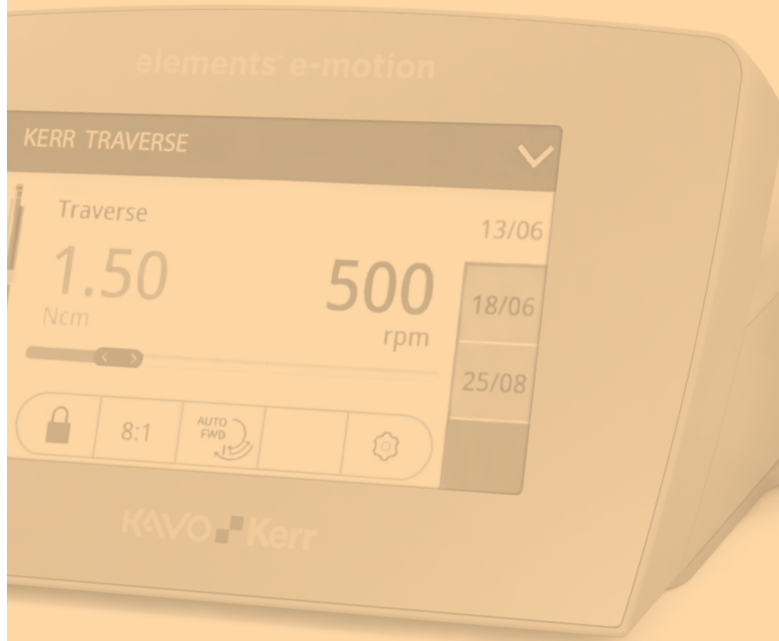 elements e-motion
KERR TRAVERSE
Traverse
13/06
1.50
500
18/06
Ncm
rpm
25/08
8:1
AUTO
FWD
KAVO Kerr